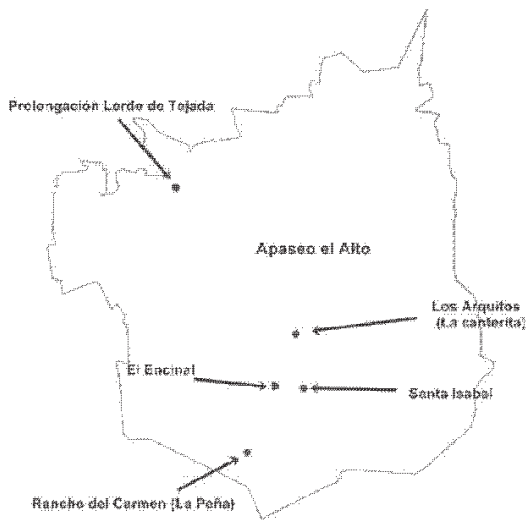 Prolongación Lerdo de Tejada
Apaseo el Alto
Los Arquitos
(La canterita)
El Encinal
Santa Isabel
Rancho del Carmen (La Peña)